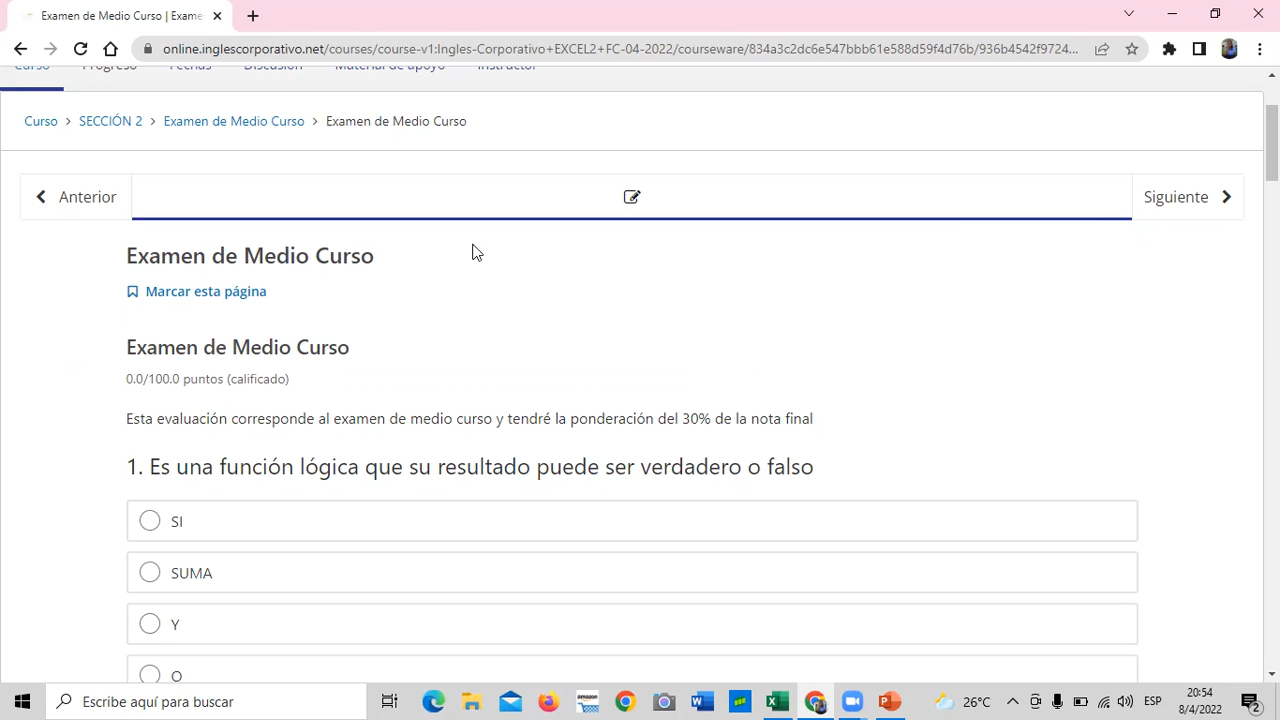 Examen de Medio Curso | Exame
online.inglescorporativo.net/courses/course-v1:Ingles-Corporativo+EXCEL2+FC-04-2022/courseware/834a3c2dc6e547bbb61e588d59f4d76b/936b4542f9724...
Curso Progreso Fechas Discusión Material de apoyo Instructor
Curso > SECCIÓN 2 > Examen de Medio Curso > Examen de Medio Curso
Anterior
Siguiente
Examen de Medio Curso
Marcar esta página
Examen de Medio Curso
0.0/100.0 puntos (calificado)
Esta evaluación corresponde al examen de medio curso y tendré la ponderación del 30% de la nota final
1. Es una función lógica que su resultado puede ser verdadero o falso
SI
SUMA
Y
O
Escribe aquí para buscar
amazon
26°C
ESP
20:54
8/4/2022
2